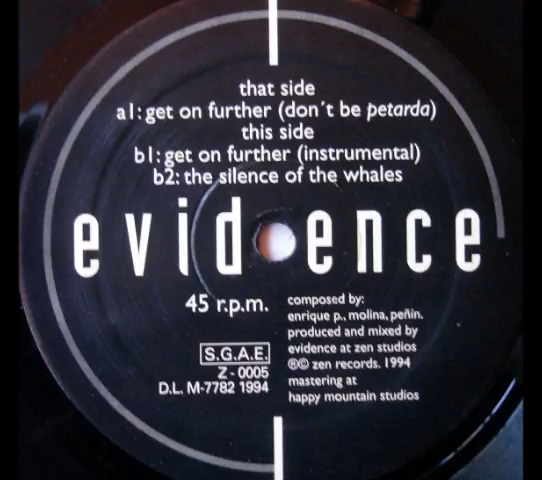 that side
a1: get on further (don't be petarda)
this side
b1: get on further (instrumental)
b2: the silence of the whales
evidence
45 r.p.m.
S.G.A.E.
Z - 0005
D.L. M-7782 1994
composed by:
enrique p., molina, peñin.
produced and mixed by
evidence at zen studios
℗© zen records. 1994
mastering at
happy mountain studios